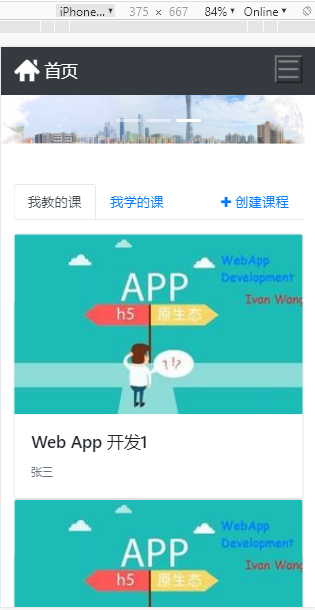 iPhone... 375 × 667 84% Online
首页
我教的课 我学的课 创建课程
WebApp
Development
Ivan Wang
APP
h5 原生态
?!?
Web App 开发1
张三
WebApp
Development
Ivan Wang
APP
h5 原生态